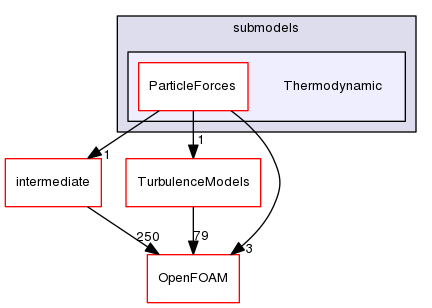 submodels
ParticleForces
Thermodynamic
1
1
intermediate
TurbulenceModels
250
79
3
OpenFOAM